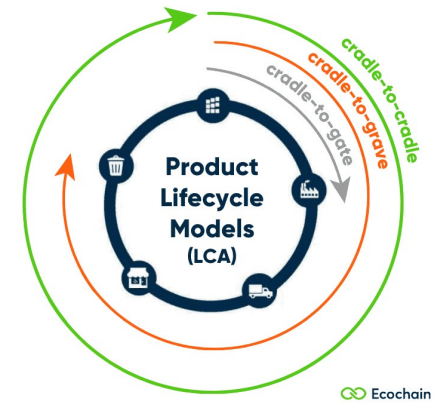 cradle-to-cradle
cradle-to-grave
cradle-to-gate
Product
Lifecycle
Models
(LCA)
Ecochain